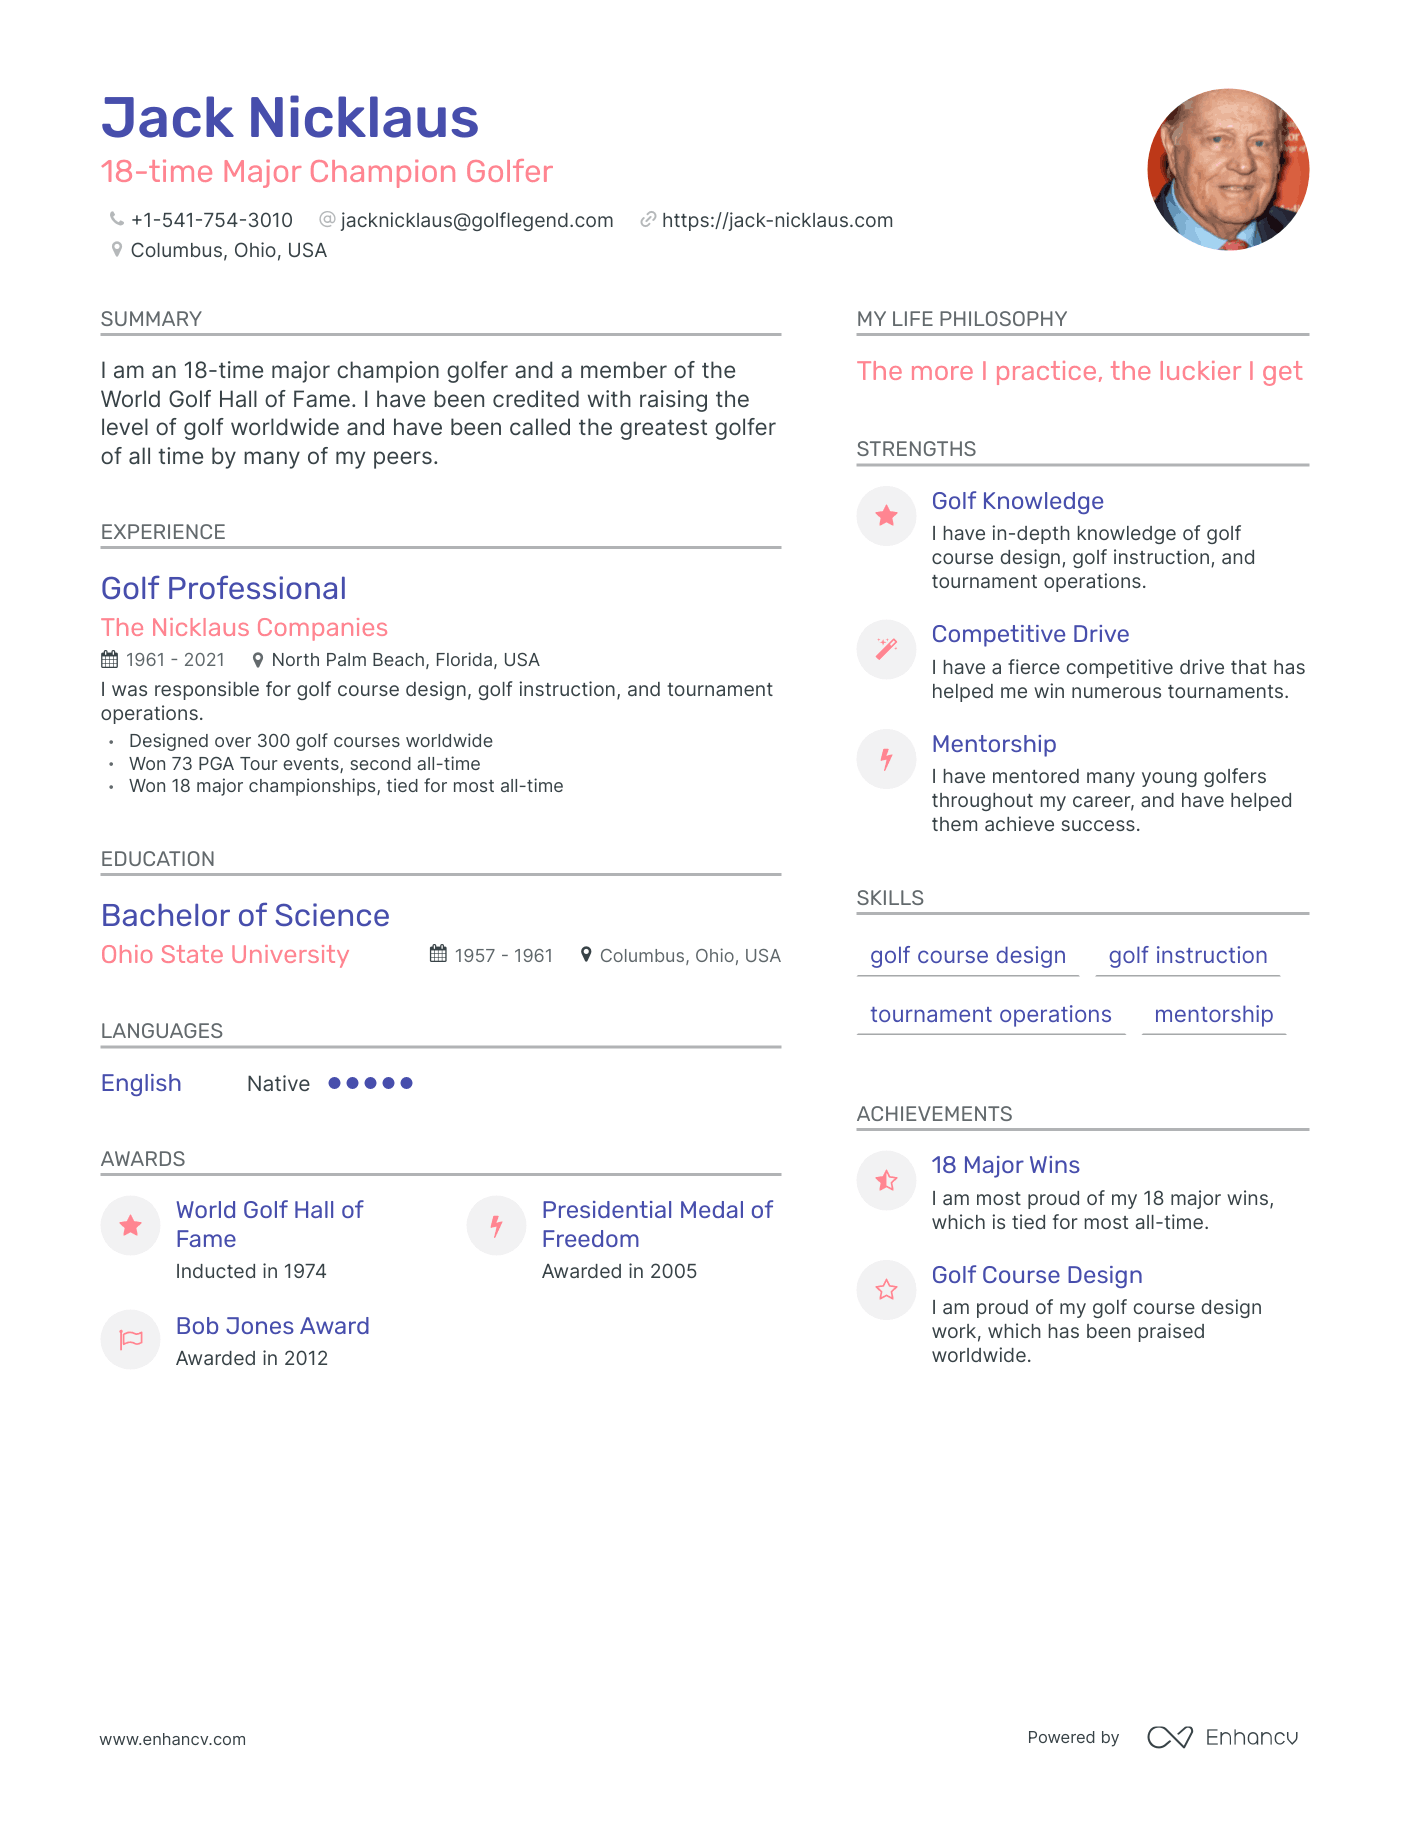 Jack Nicklaus
18-time Major Champion Golfer
+1-541-754-3010 @ jacknicklaus@golflegend.com https://jack-nicklaus.com
Columbus, Ohio, USA
SUMMARY
I am an 18-time major champion golfer and a member of the
World Golf Hall of Fame. I have been credited with raising the
level of golf worldwide and have been called the greatest golfer
of all time by many of my peers.
EXPERIENCE
Golf Professional
The Nicklaus Companies
1961 - 2021 North Palm Beach, Florida, USA
I was responsible for golf course design, golf instruction, and tournament
operations.
• Designed over 300 golf courses worldwide
• Won 73 PGA Tour events, second all-time
• Won 18 major championships, tied for most all-time
EDUCATION
Bachelor of Science
Ohio State University 1957 - 1961 Columbus, Ohio, USA
LANGUAGES
English Native
AWARDS
World Golf Hall of
Fame
Inducted in 1974
Presidential Medal of
Freedom
Awarded in 2005
Bob Jones Award
Awarded in 2012
MY LIFE PHILOSOPHY
The more I practice, the luckier I get
STRENGTHS
Golf Knowledge
I have in-depth knowledge of golf
course design, golf instruction, and
tournament operations.
Competitive Drive
I have a fierce competitive drive that has
helped me win numerous tournaments.
Mentorship
I have mentored many young golfers
throughout my career, and have helped
them achieve success.
SKILLS
golf course design golf instruction
tournament operations mentorship
ACHIEVEMENTS
18 Major Wins
I am most proud of my 18 major wins,
which is tied for most all-time.
Golf Course Design
I am proud of my golf course design
work, which has been praised
worldwide.
www.enhancv.com
Powered by Enhancv